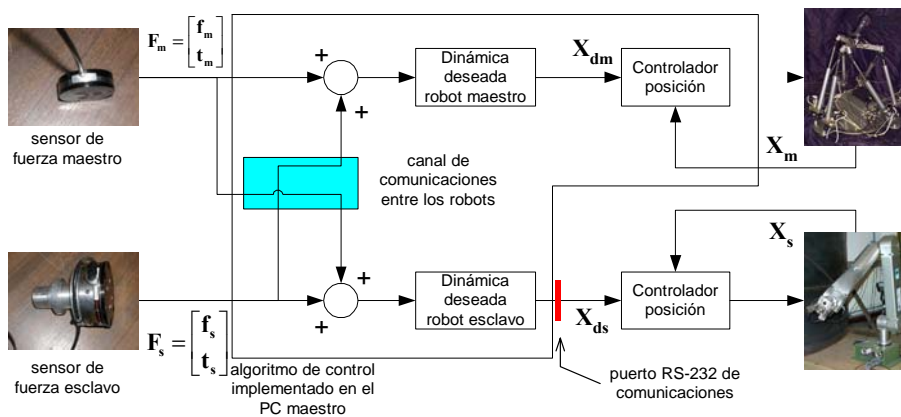 F_m = [f_m
t_m]
+
+
Dinámica
deseada
robot maestro
X_dm
Controlador
posición
X_m
sensor de
fuerza maestro
canal de
comunicaciones
entre los robots
+
+
Dinámica
deseada
robot esclavo
X_ds
Controlador
posición
X_s
F_s = [f_s
t_s]
sensor de
fuerza esclavo
algoritmo de control
implementado en el
PC maestro
puerto RS-232 de
comunicaciones